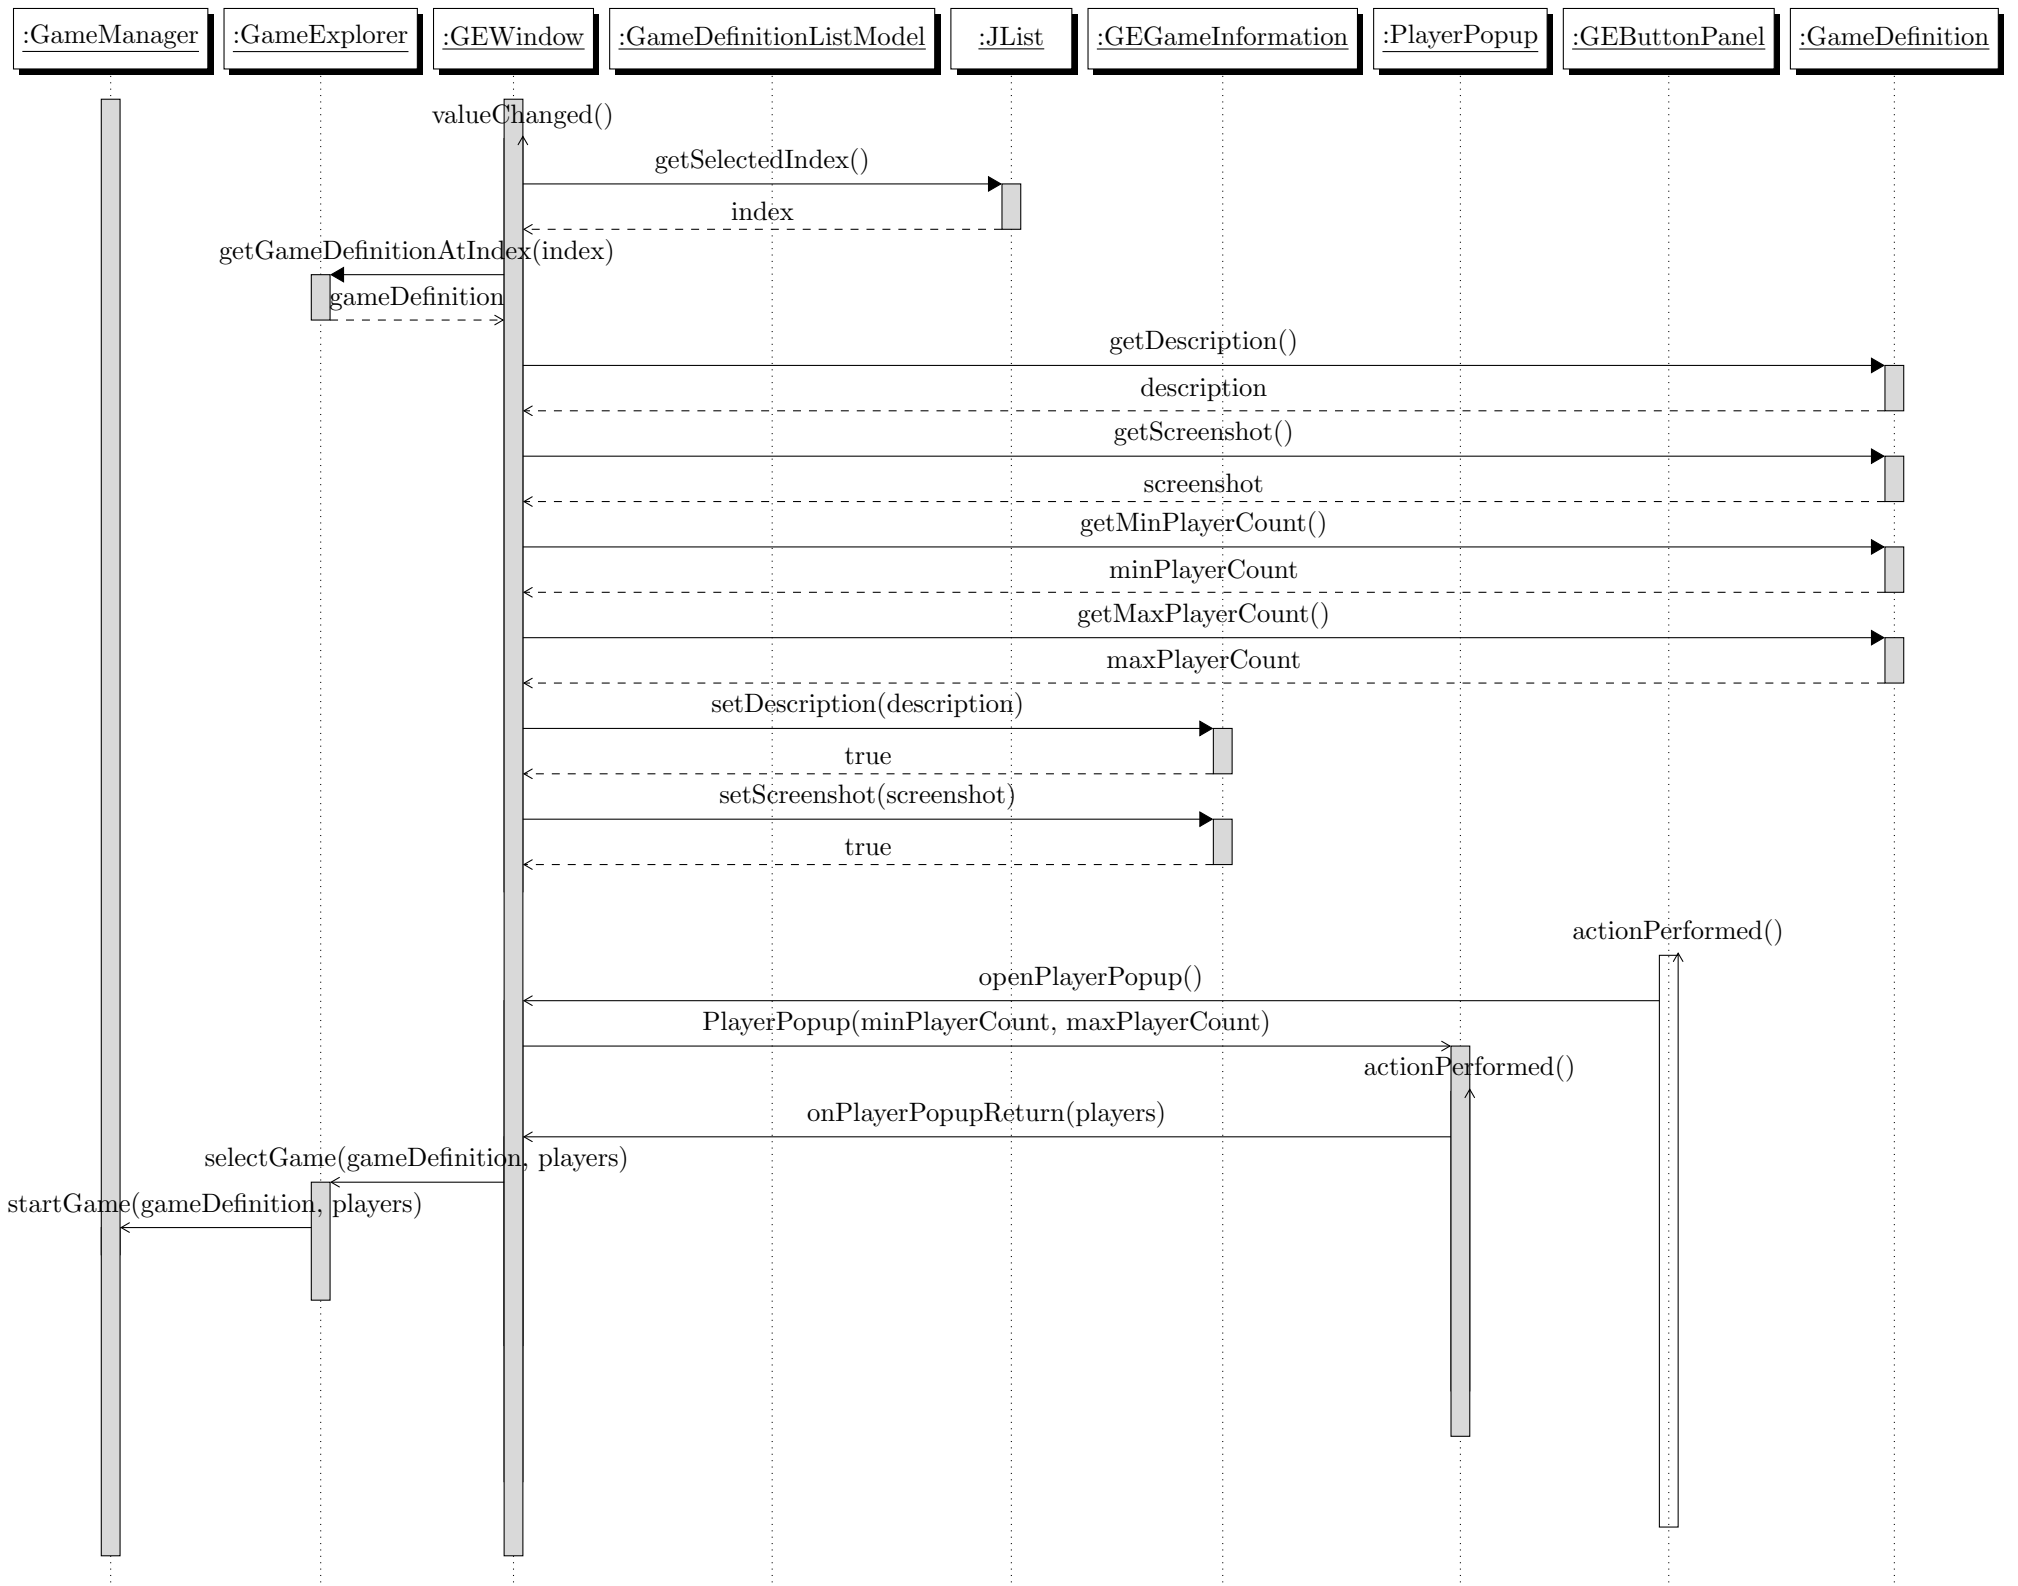 :GameManager
:GameExplorer
:GEWindow
:GameDefinitionListModel
:JList
:GEGameInformation
:PlayerPopup
:GEButtonPanel
:GameDefinition
valueChanged()
getSelectedIndex()
index
getGameDefinitionAtIndex(index)
gameDefinition
getDescription()
description
getScreenshot()
screenshot
getMinPlayerCount()
minPlayerCount
getMaxPlayerCount()
maxPlayerCount
setDescription(description)
true
setScreenshot(screenshot)
true
actionPerformed()
openPlayerPopup()
PlayerPopup(minPlayerCount, maxPlayerCount)
actionPerformed()
onPlayerPopupReturn(players)
selectGame(gameDefinition, players)
startGame(gameDefinition, players)